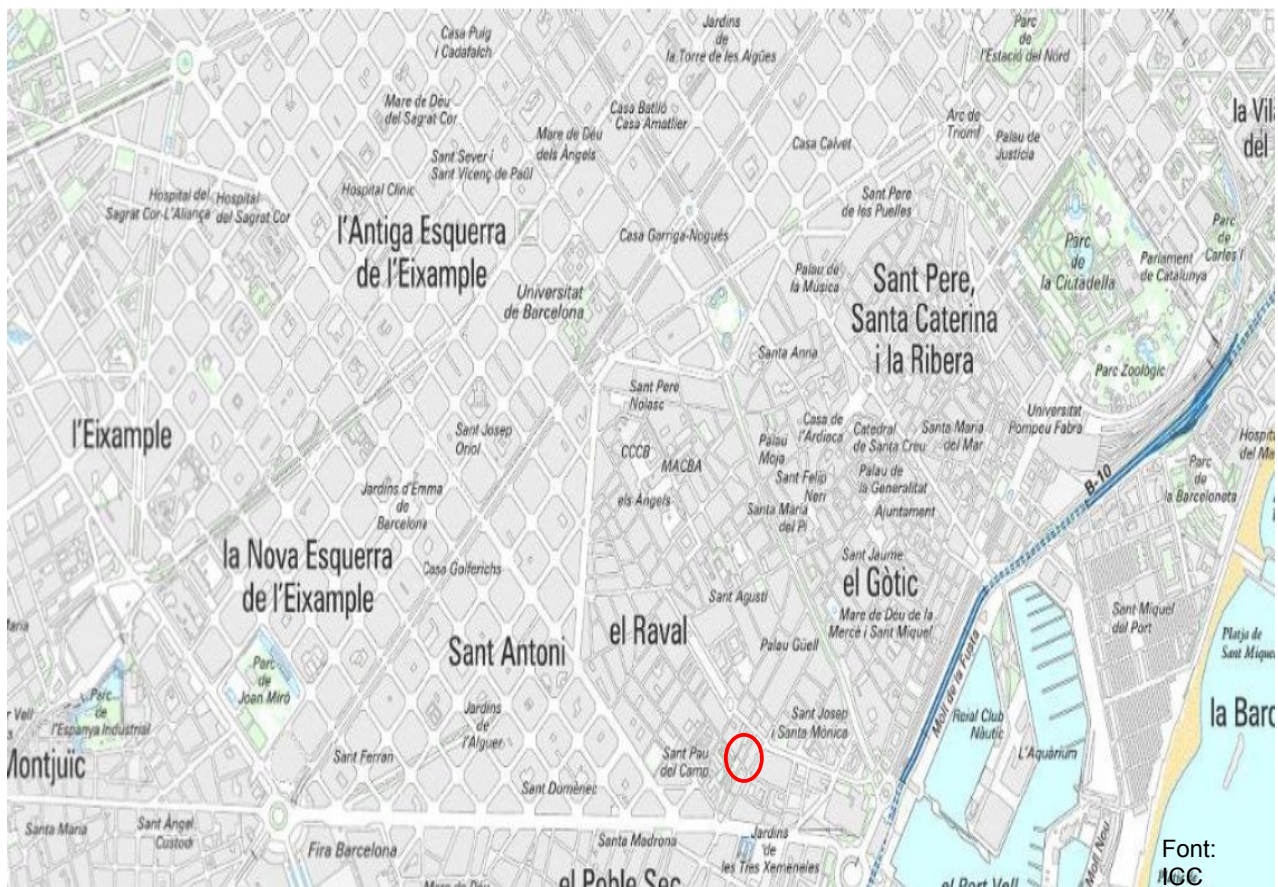 Casa Puig
i Cadafalch
Jardins
de
la Torre de les Aigües
Parc
de
l'Estació del Nord
Mare de Déu
del Sagrat Cor
Casa Batlló
Casa Amatller
Arc de
Triomf
Palau de
Justícia
la Vil
del
Mare de Déu
dels Àngels
Casa Calvet
Sant Sever i
Sant Vicenç de Paül
Hospital Clínic
Hospital del
Sagrat Cor-L'Aliança
Hospital
del Sagrat Cor
Sant Pere
de les Puelles
l'Antiga Esquerra
de l'Eixample
Casa Garriga-Nogués
Parc
de
la Ciutadella
Parc
de
Carles I
Parlament
de Catalunya
Palau de
la Música
Sant Pere,
Santa Caterina
i la Ribera
Universitat
de Barcelona
Santa Anna
Parc Zoològic
Sant Pere
Nolasc
l'Eixample
Sant Josep
Oriol
CCCB
MACBA
Palau
Moja
Casa de
l'Ardiaca
Catedral
de Santa Creu
Santa Maria
del Mar
Universitat
Pompeu Fabra
Hospita
del Ma
B-10
Parc
de
la Barceloneta
Sant Felip
Neri
Palau de
la Generalitat
Ajuntament
Jardins d'Emma
de
Barcelona
els Àngels
Santa Maria
del Pi
la Nova Esquerra
de l'Eixample
Casa Golferichs
Sant Jaume
el Gòtic
Sant Agustí
Mare de Déu de la
Mercè i Sant Miquel
Sant Miquel
del Port
Platja de
Sant Miquel
el Raval
Sant Antoni
Palau Güell
Moll de la Fusta
Parc
de
Joan Miró
Parc
de
l'Espanya Industrial
r Vell
Montjuïc
Jardins
de
l'Alguer
Sant Josep
i Santa Mònica
Reial Club
Nàutic
L'Aquàrium
la Barc
Sant Ferran
Sant Pau
del Camp
Sant Domènec
Santa Maria
Sant Àngel
Custodi
Fira Barcelona
Santa Madrona
Jardins
de
les Tres Xemeneies
Moll Nou
Font:
ICC
Mare de Déu
el Poble Sec
el Port Vell